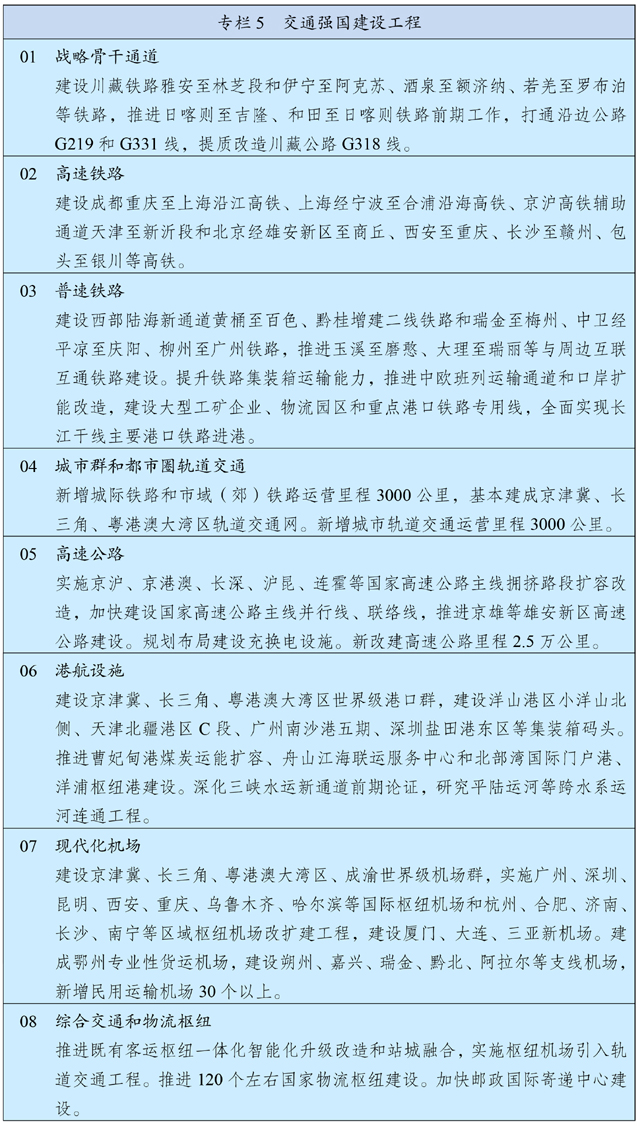 专栏 5 交通强国建设工程
01 战略骨干通道
建设川藏铁路雅安至林芝段和伊宁至阿克苏、酒泉至额济纳、若羌至罗布泊
等铁路，推进日喀则至吉隆、和田至日喀则铁路前期工作，打通沿边公路
G219 和 G331 线，提质改造川藏公路 G318 线。
02 高速铁路
建设成都重庆至上海沿江高铁、上海经宁波至合浦沿海高铁、京沪高铁辅助
通道天津至新沂段和北京经雄安新区至商丘、西安至重庆、长沙至赣州、包
头至银川等高铁。
03 普速铁路
建设西部陆海新通道黄桶至百色、黔桂增建二线铁路和瑞金至梅州、中卫经
平凉至庆阳、柳州至广州铁路，推进玉溪至磨憨、大理至瑞丽等与周边互联
互通铁路建设。提升铁路集装箱运输能力，推进中欧班列运输通道和口岸扩
能改造，建设大型工矿企业、物流园区和重点港口铁路专用线，全面实现长
江干线主要港口铁路进港。
04 城市群和都市圈轨道交通
新增城际铁路和市域（郊）铁路运营里程 3000 公里，基本建成京津冀、长
三角、粤港澳大湾区轨道交通网。新增城市轨道交通运营里程 3000 公里。
05 高速公路
实施京沪、京港澳、长深、沪昆、连霍等国家高速公路主线拥挤路段扩容改
造，加快建设国家高速公路主线并行线、联络线，推进京雄等雄安新区高速
公路建设。规划布局建设充换电设施。新改建高速公路里程 2.5 万公里。
06 港航设施
建设京津冀、长三角、粤港澳大湾区世界级港口群，建设洋山港区小洋山北
侧、天津北疆港区 C 段、广州南沙港五期、深圳盐田港东区等集装箱码头。
推进曹妃甸港煤炭运能扩容、舟山江海联运服务中心和北部湾国际门户港、
洋浦枢纽港建设。深化三峡水运新通道前期论证，研究平陆运河等跨水系运
河连通工程。
07 现代化机场
建设京津冀、长三角、粤港澳大湾区、成渝世界级机场群，实施广州、深圳、
昆明、西安、重庆、乌鲁木齐、哈尔滨等国际枢纽机场和杭州、合肥、济南、
长沙、南宁等区域枢纽机场改扩建工程，建设厦门、大连、三亚新机场。建
成鄂州专业性货运机场，建设朔州、嘉兴、瑞金、黔北、阿拉尔等支线机场，
新增民用运输机场 30 个以上。
08 综合交通和物流枢纽
推进既有客运枢纽一体化智能化升级改造和站城融合，实施枢纽机场引入轨
道交通工程。推进 120 个左右国家物流枢纽建设。加快邮政国际寄递中心建
设。